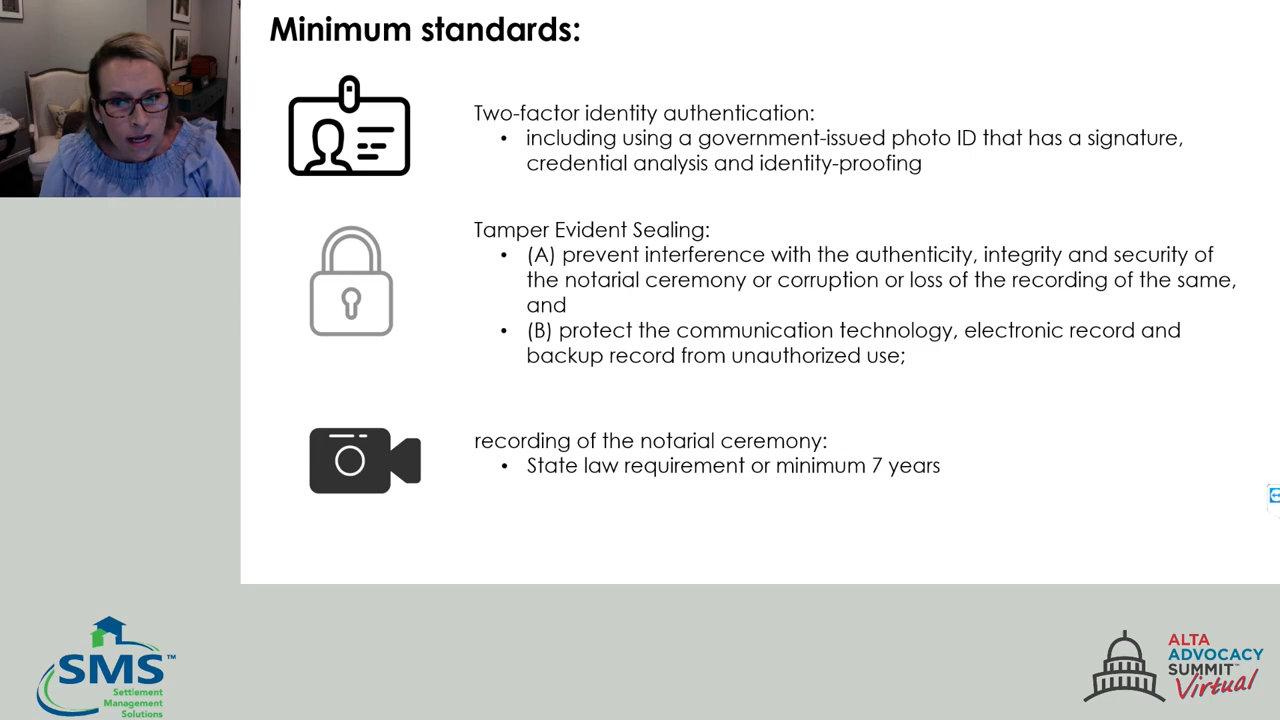 Minimum standards:
Two-factor identity authentication:
• including using a government-issued photo ID that has a signature,
credential analysis and identity-proofing
Tamper Evident Sealing:
• (A) prevent interference with the authenticity, integrity and security of
the notarial ceremony or corruption or loss of the recording of the same,
and
• (B) protect the communication technology, electronic record and
backup record from unauthorized use;
recording of the notarial ceremony:
• State law requirement or minimum 7 years
SMS™
Settlement
Management
Solutions
ALTA
ADVOCACY
SUMMIT™
Virtual